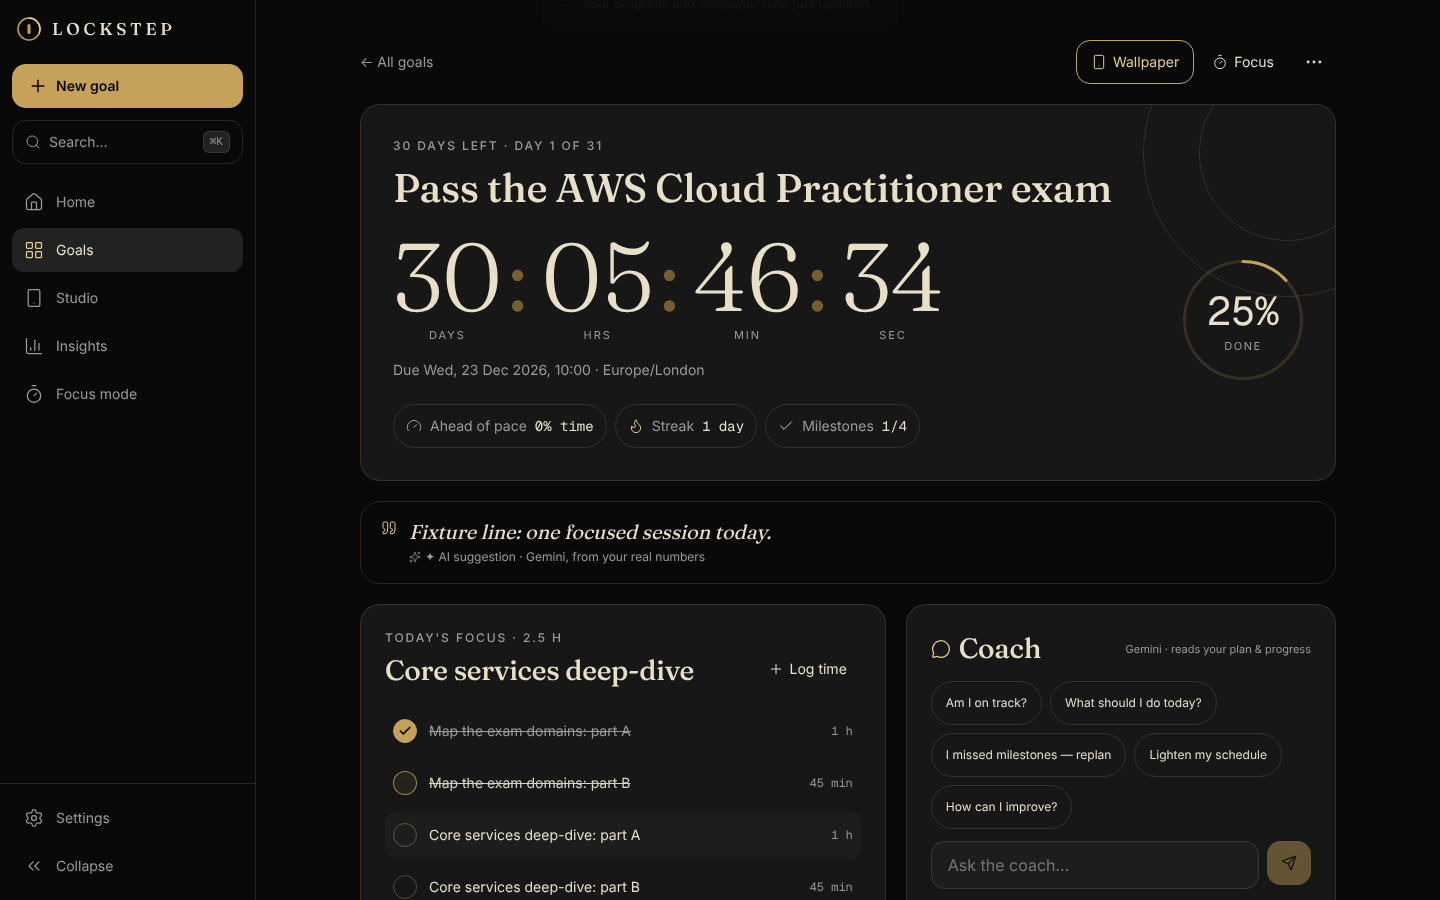 Your progress and wallpaper data just updated.
LOCKSTEP
New goal
Search...
⌘K
Home
Goals
Studio
Insights
Focus mode
Settings
Collapse
← All goals
Wallpaper
Focus
30 DAYS LEFT · DAY 1 OF 31
Pass the AWS Cloud Practitioner exam
30:05:46:34
DAYS HRS MIN SEC
25%
DONE
Due Wed, 23 Dec 2026, 10:00 · Europe/London
Ahead of pace 0% time
Streak 1 day
Milestones 1/4
Fixture line: one focused session today.
✦ AI suggestion · Gemini, from your real numbers
TODAY'S FOCUS · 2.5 H
Core services deep-dive
+ Log time
Map the exam domains: part A 1 h
Map the exam domains: part B 45 min
Core services deep-dive: part A 1 h
Core services deep-dive: part B 45 min
Coach
Gemini · reads your plan & progress
Am I on track?
What should I do today?
I missed milestones — replan
Lighten my schedule
How can I improve?
Ask the coach...